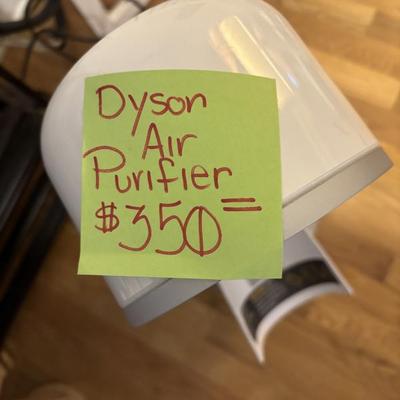 Dyson
Air
Purifier
$350=